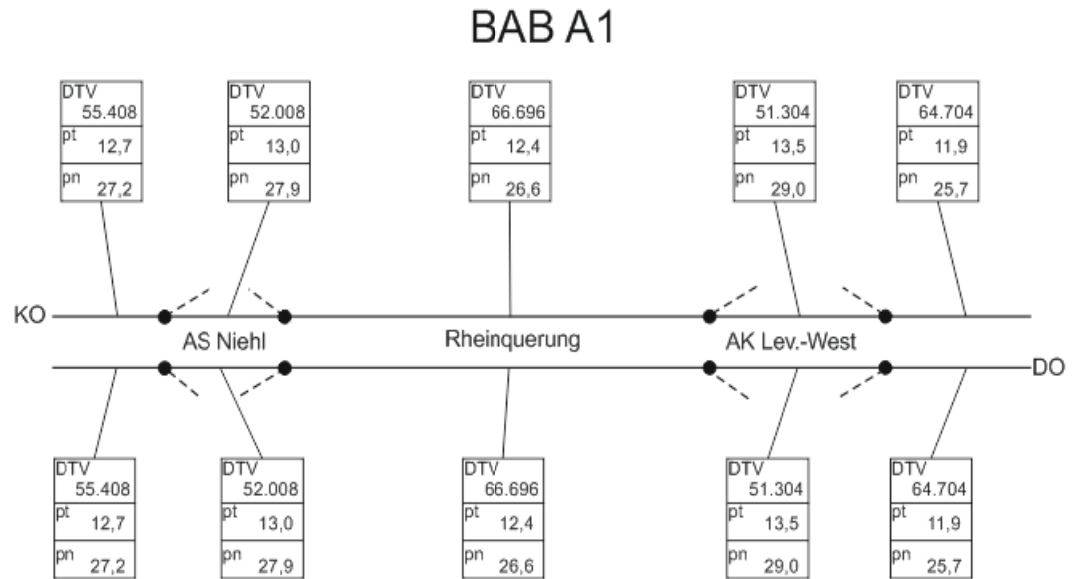 BAB A1
DTV
55.408
pt 12,7
pn 27,2
DTV
52.008
pt 13,0
pn 27,9
DTV
66.696
pt 12,4
pn 26,6
DTV
51.304
pt 13,5
pn 29,0
DTV
64.704
pt 11,9
pn 25,7
KO
AS Niehl
Rheinquerung
AK Lev.-West
DO
DTV
55.408
pt 12,7
pn 27,2
DTV
52.008
pt 13,0
pn 27,9
DTV
66.696
pt 12,4
pn 26,6
DTV
51.304
pt 13,5
pn 29,0
DTV
64.704
pt 11,9
pn 25,7